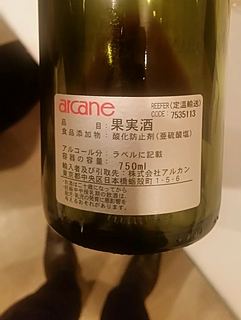 arcane
REEFER(定温輸送)
CODE: 7535113
品目:果実酒
食品添加物:酸化防止剤(亜硫酸塩)
アルコール分:ラベルに記載
容器の容量:750ml
輸入者及び引取先:株式会社アルカン
東京都中央区日本橋蛎殻町1-5-6